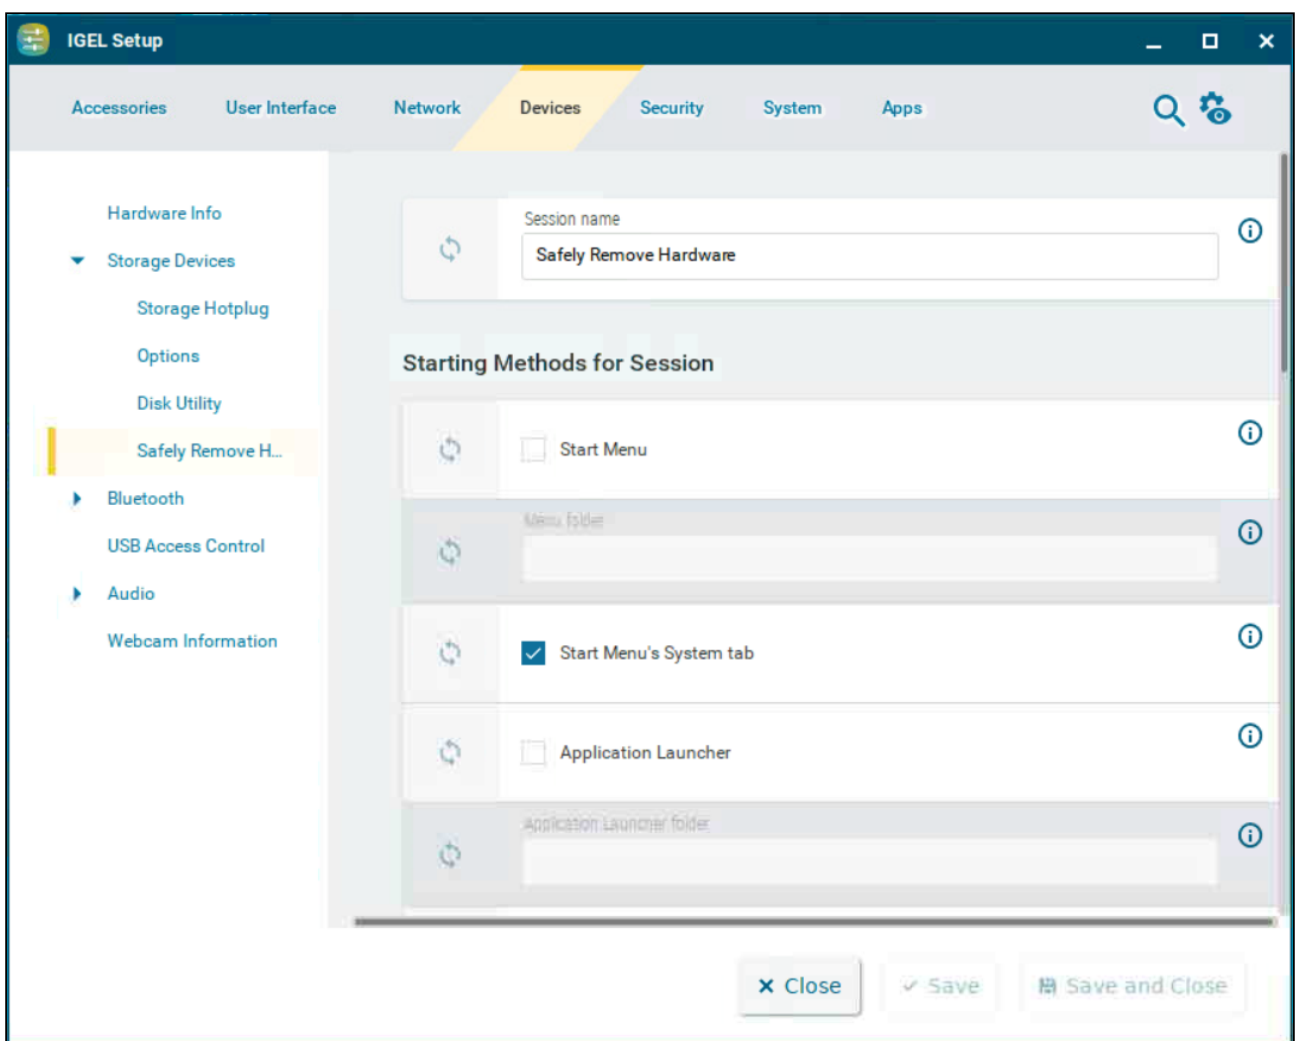 IGEL Setup
Accessories User Interface Network Devices Security System Apps
Hardware Info
Storage Devices
Storage Hotplug
Options
Disk Utility
Safely Remove H...
Bluetooth
USB Access Control
Audio
Webcam Information
Session name
Safely Remove Hardware
Starting Methods for Session
Start Menu
Menu folder
Start Menu's System tab
Application Launcher
Application Launcher folder
Close Save Save and Close